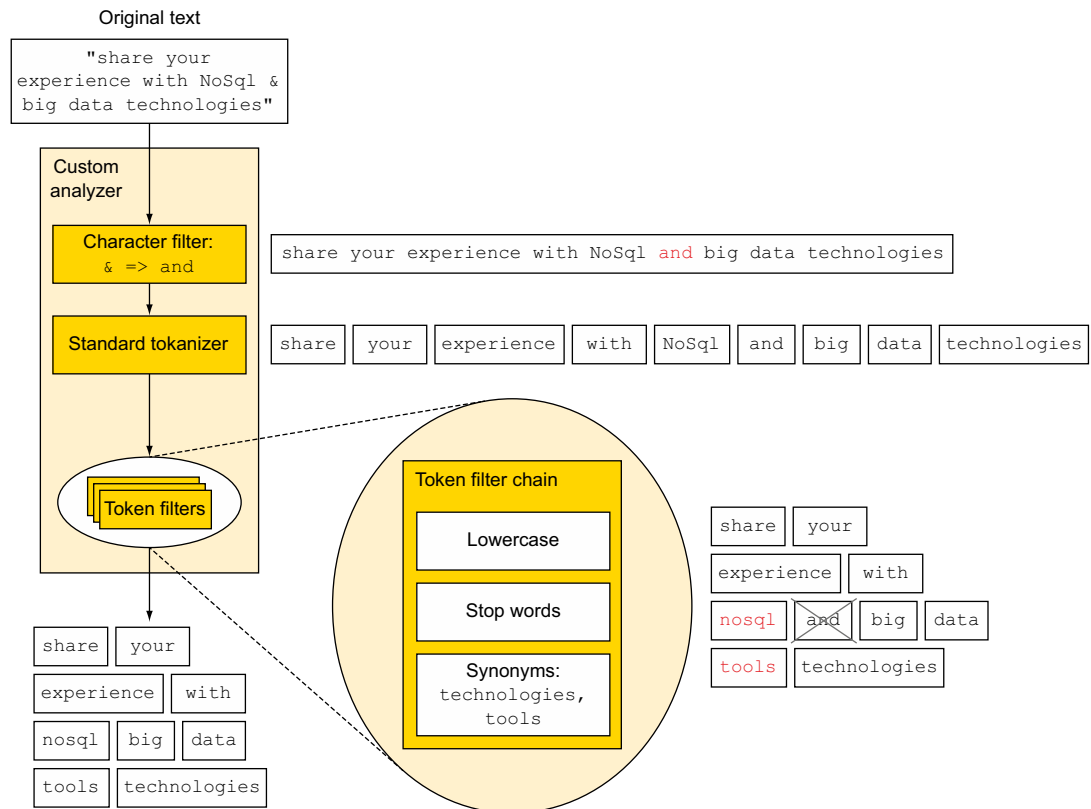 Original text
"share your
experience with NoSql &
big data technologies"
Custom
analyzer
Character filter:
& => and
share your experience with NoSql and big data technologies
Standard tokanizer
share your experience with NoSql and big data technologies
Token filters
Token filter chain
Lowercase
Stop words
Synonyms:
technologies,
tools
share your
experience with
nosql and big data
tools technologies
share your
experience with
nosql big data
tools technologies